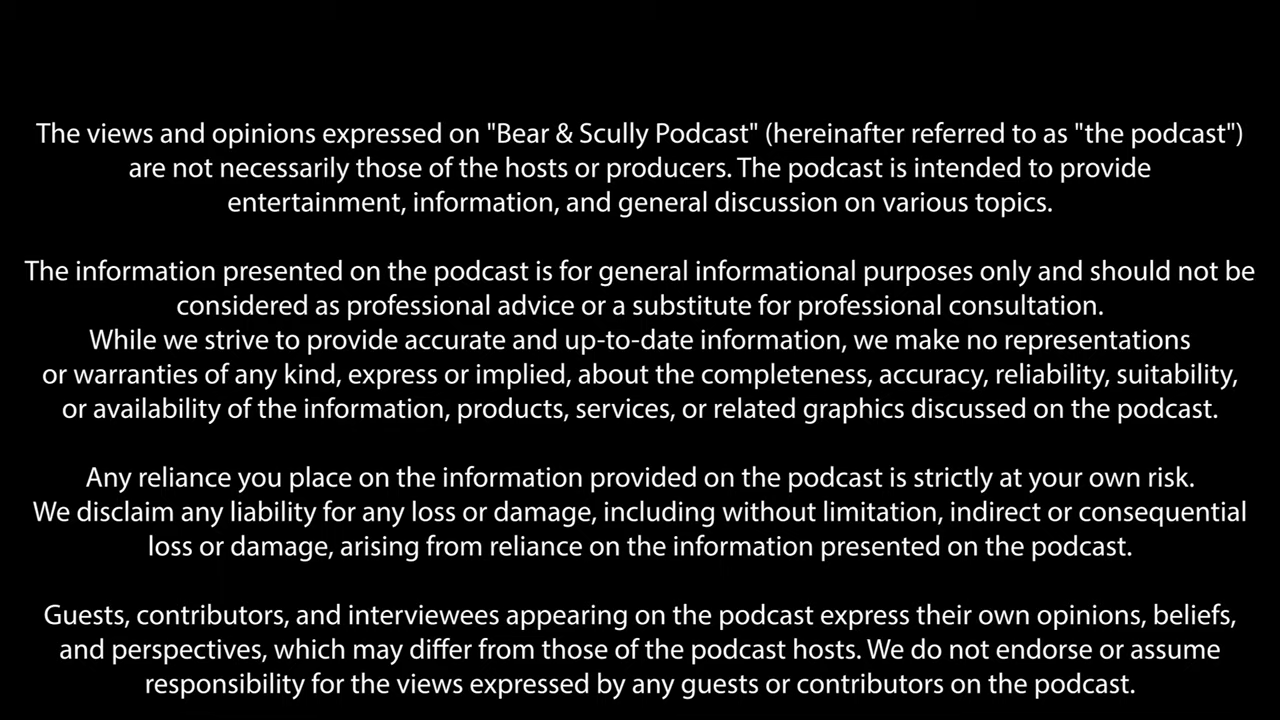 The views and opinions expressed on "Bear & Scully Podcast" (hereinafter referred to as "the podcast")
are not necessarily those of the hosts or producers. The podcast is intended to provide
entertainment, information, and general discussion on various topics.
The information presented on the podcast is for general informational purposes only and should not be
considered as professional advice or a substitute for professional consultation.
While we strive to provide accurate and up-to-date information, we make no representations
or warranties of any kind, express or implied, about the completeness, accuracy, reliability, suitability,
or availability of the information, products, services, or related graphics discussed on the podcast.
Any reliance you place on the information provided on the podcast is strictly at your own risk.
We disclaim any liability for any loss or damage, including without limitation, indirect or consequential
loss or damage, arising from reliance on the information presented on the podcast.
Guests, contributors, and interviewees appearing on the podcast express their own opinions, beliefs,
and perspectives, which may differ from those of the podcast hosts. We do not endorse or assume
responsibility for the views expressed by any guests or contributors on the podcast.